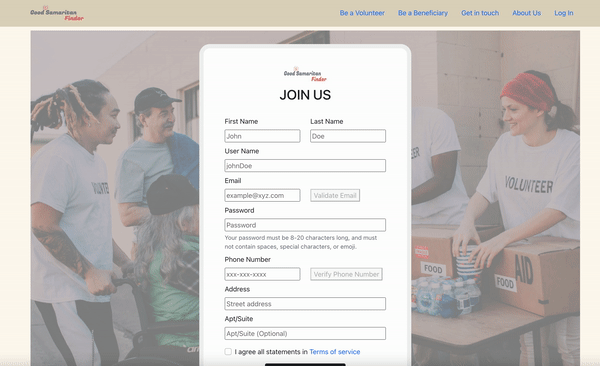 Good Samaritan
Finder
Be a Volunteer
Be a Beneficiary
Get in touch
About Us
Log In
Good Samaritan
Finder
JOIN US
First Name
Last Name
John
Doe
User Name
johnDoe
Email
example@xyz.com
Validate Email
Password
Password
Your password must be 8-20 characters long, and must
not contain spaces, special characters, or emoji.
Phone Number
xxx-xxx-xxxx
Verify Phone Number
Address
Street address
Apt/Suite
Apt/Suite (Optional)
I agree all statements in Terms of service
VOLUNTEER
FOOD
AID
FOOD